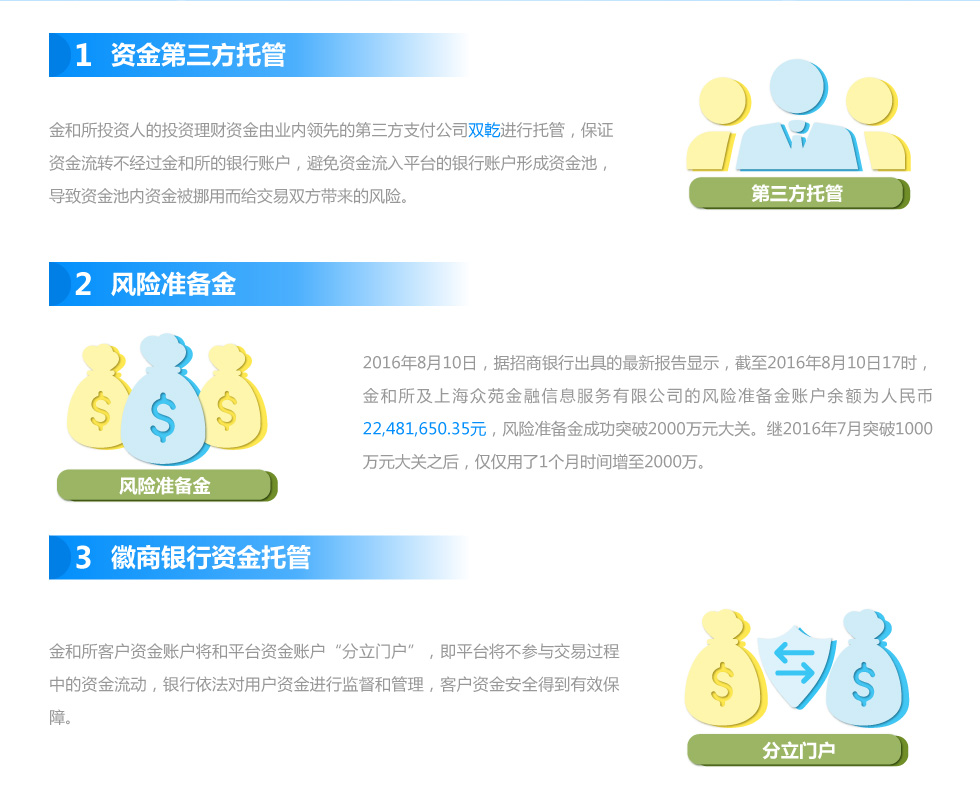 1 资金第三方托管
金和所投资人的投资理财资金由业内领先的第三方支付公司双乾进行托管，保证
资金流转不经过金和所的银行账户，避免资金流入平台的银行账户形成资金池，
导致资金池内资金被挪用而给交易双方带来的风险。
第三方托管
2 风险准备金
$ $ $
风险准备金
2016年8月10日，据招商银行出具的最新报告显示，截至2016年8月10日17时，
金和所及上海众苑金融信息服务有限公司的风险准备金账户余额为人民币
22,481,650.35元，风险准备金成功突破2000万元大关。继2016年7月突破1000
万元大关之后，仅仅用了1个月时间增至2000万。
3 徽商银行资金托管
金和所客户资金账户将和平台资金账户“分立门户”，即平台将不参与交易过程
中的资金流动，银行依法对用户资金进行监督和管理，客户资金安全得到有效保
障。
$ $
分立门户